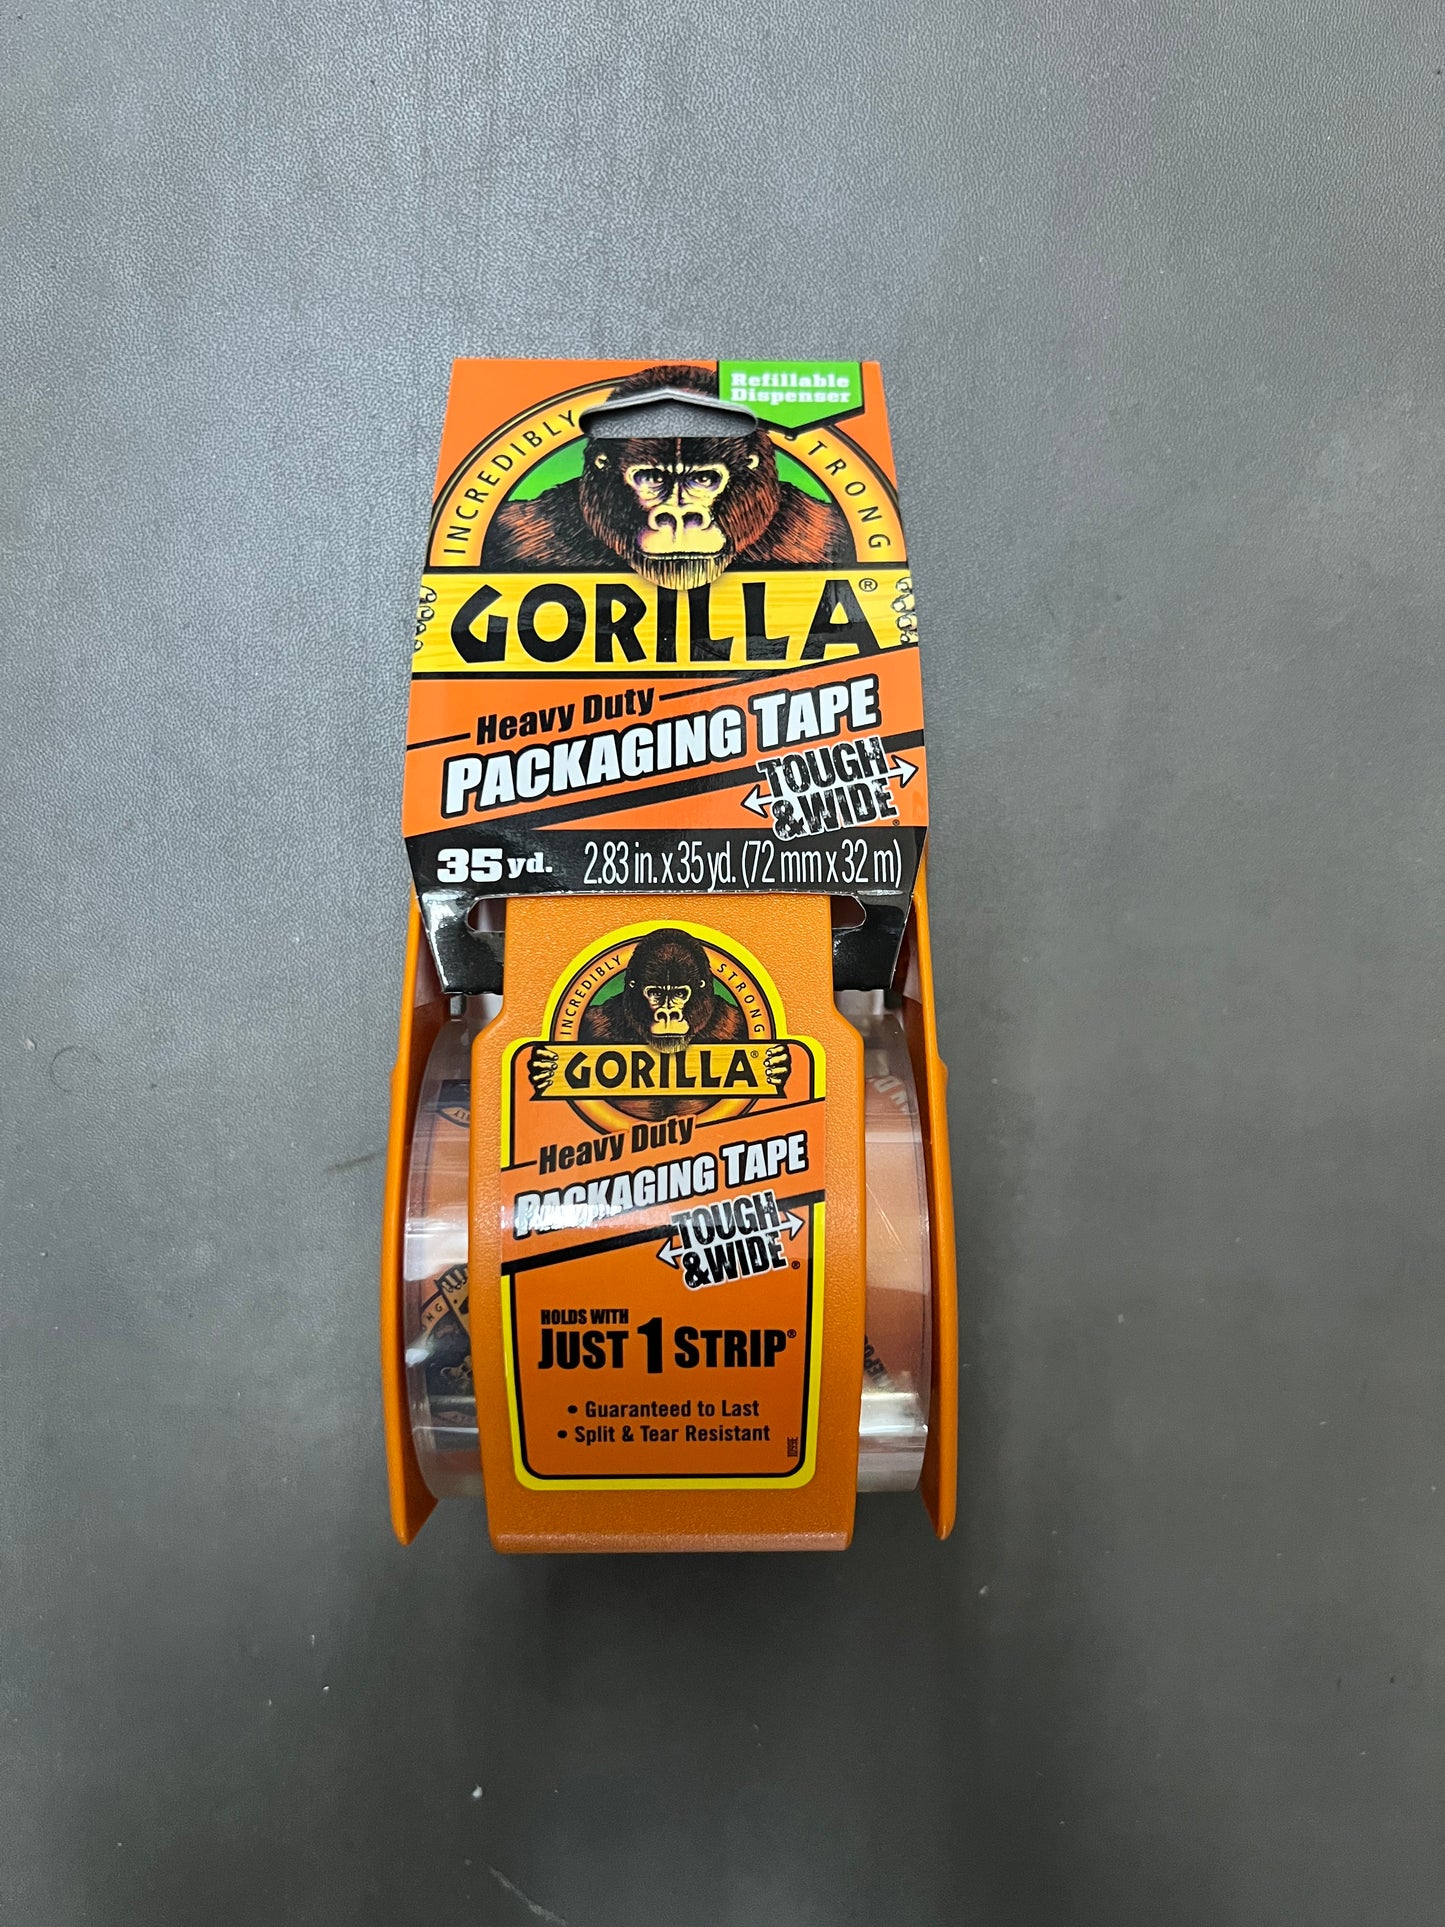 Refillable
Dispenser
INCREDIBLY STRONG
GORILLA®
Heavy Duty
PACKAGING TAPE
TOUGH
& WIDE®
35 yd. 2.83 in. x 35 yd. (72 mm x 32 m)
INCREDIBLY STRONG
GORILLA®
Heavy Duty
PACKAGING TAPE
TOUGH
& WIDE®
HOLDS WITH
JUST 1 STRIP®
• Guaranteed to Last
• Split & Tear Resistant